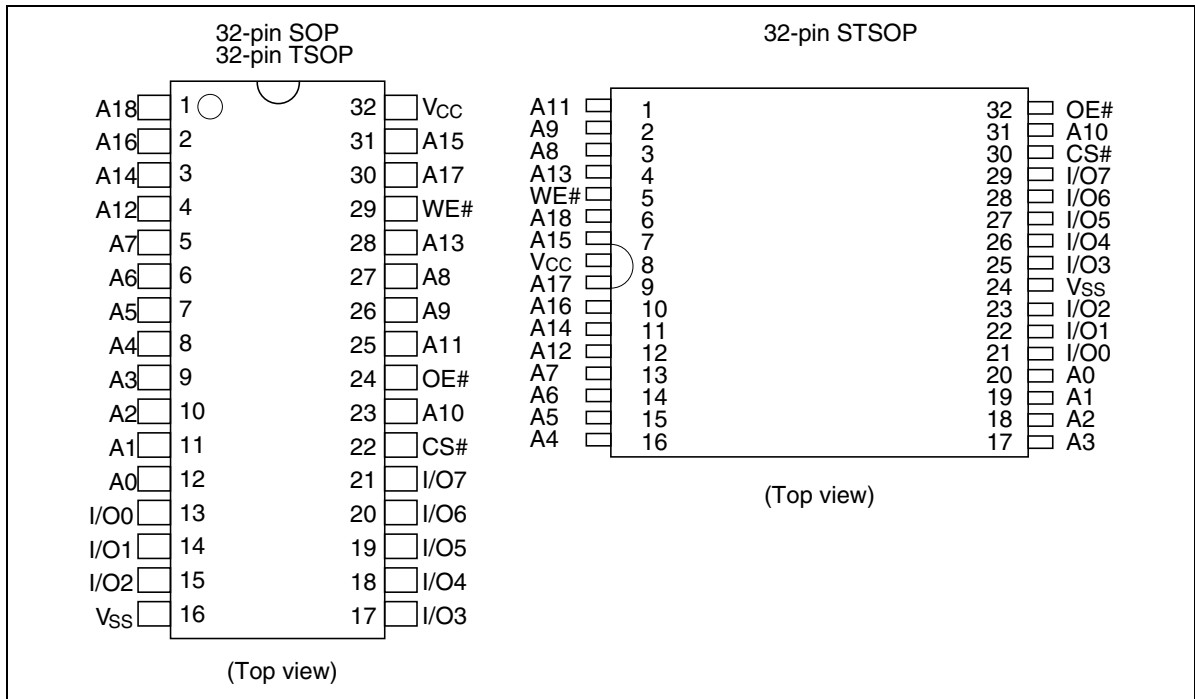 32-pin SOP
32-pin TSOP
A18 1 32 VCC
A16 2 31 A15
A14 3 30 A17
A12 4 29 WE#
A7 5 28 A13
A6 6 27 A8
A5 7 26 A9
A4 8 25 A11
A3 9 24 OE#
A2 10 23 A10
A1 11 22 CS#
A0 12 21 I/O7
I/O0 13 20 I/O6
I/O1 14 19 I/O5
I/O2 15 18 I/O4
VSS 16 17 I/O3
(Top view)
32-pin STSOP
A11 1 32 OE#
A9 2 31 A10
A8 3 30 CS#
A13 4 29 I/O7
WE# 5 28 I/O6
A18 6 27 I/O5
A15 7 26 I/O4
VCC 8 25 I/O3
A17 9 24 VSS
A16 10 23 I/O2
A14 11 22 I/O1
A12 12 21 I/O0
A7 13 20 A0
A6 14 19 A1
A5 15 18 A2
A4 16 17 A3
(Top view)